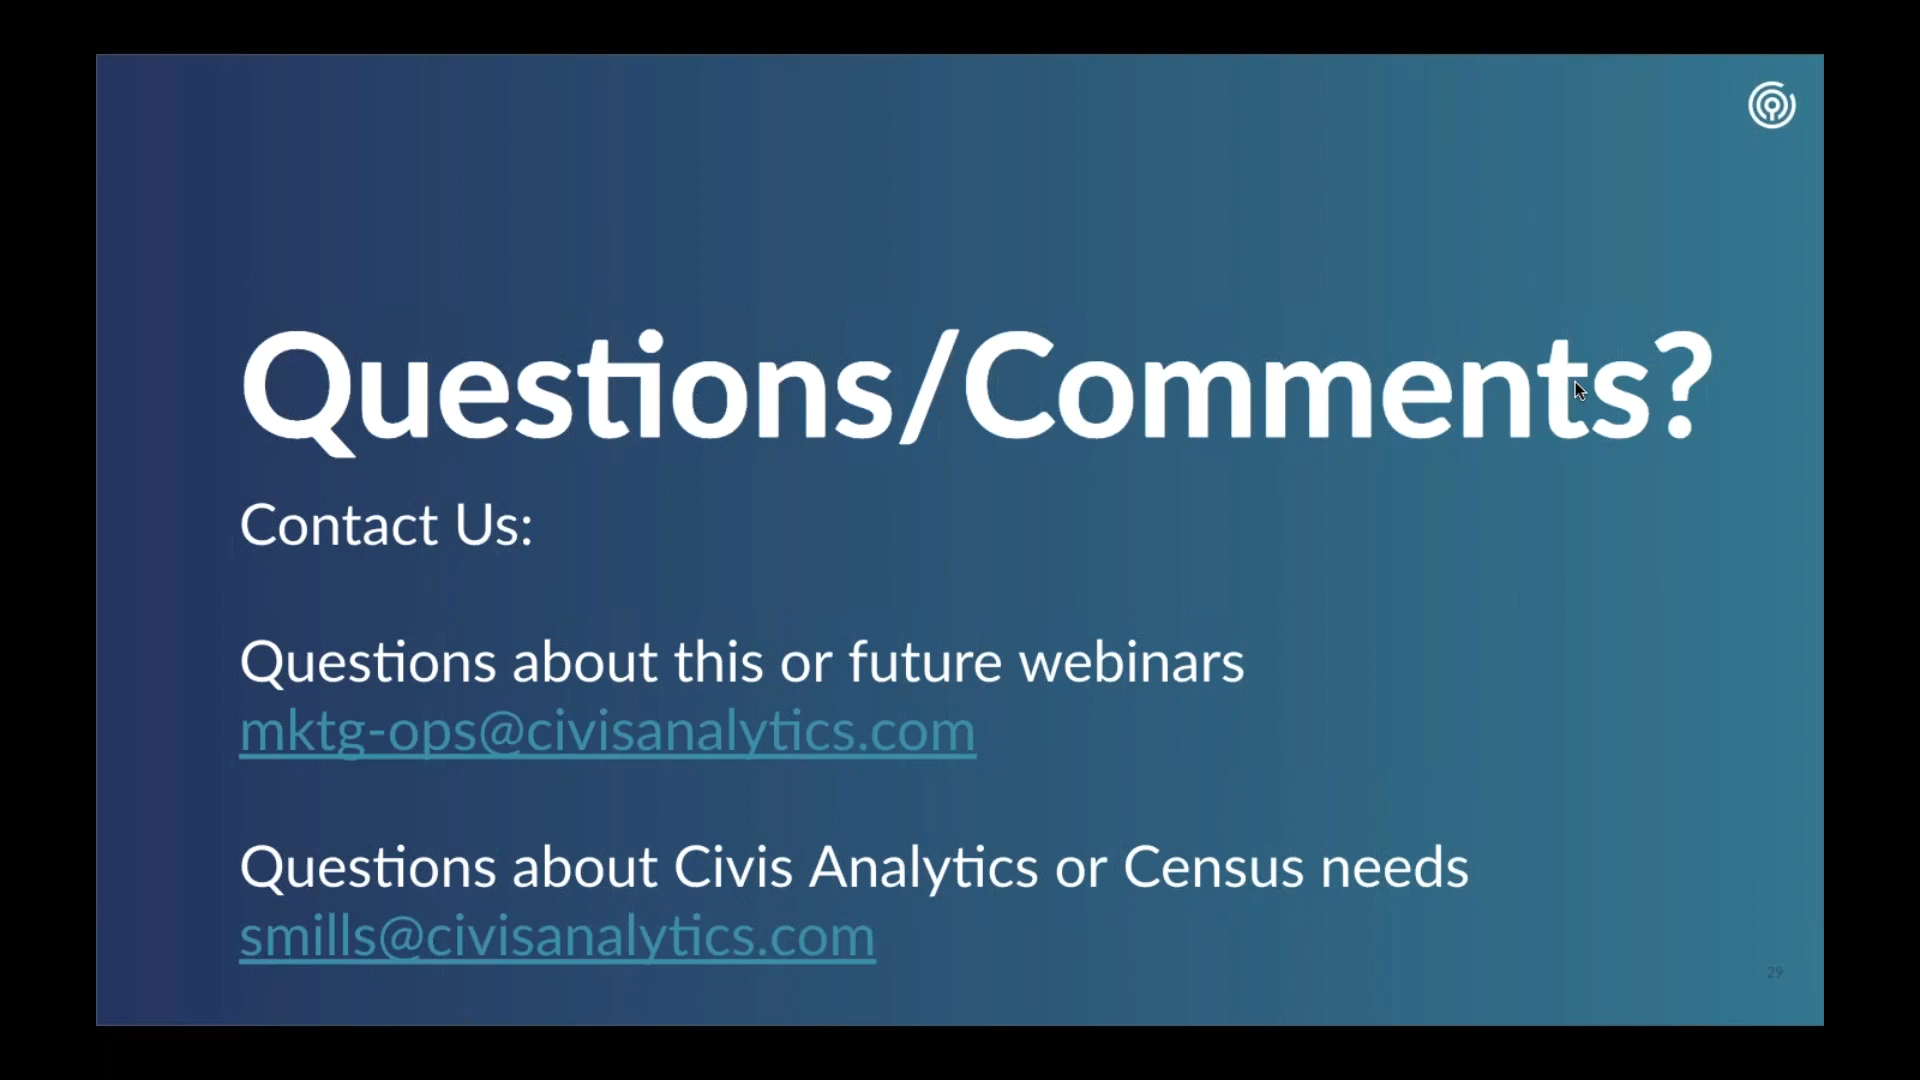 Questions/Comments?
Contact Us:
Questions about this or future webinars
mktg-ops@civisanalytics.com
Questions about Civis Analytics or Census needs
smills@civisanalytics.com
29